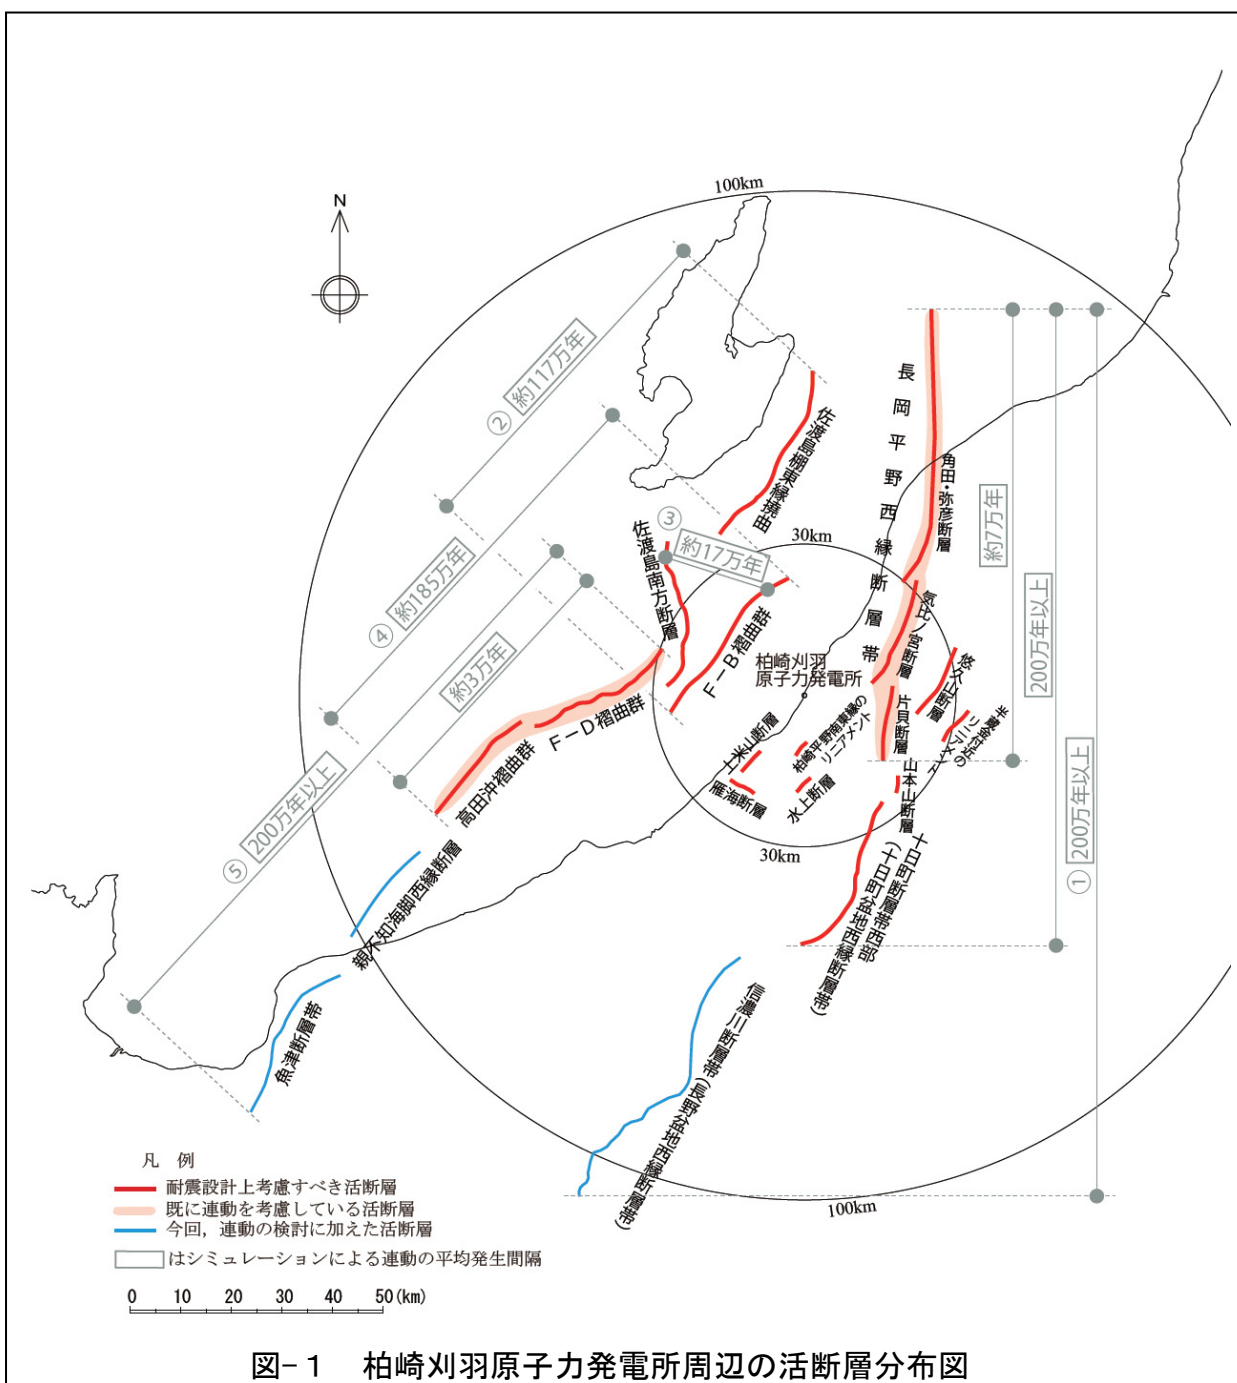 100km
N
② 約117万年
長岡平野西縁断層帯
佐渡島棚東縁撓曲
角田・弥彦断層
③ 約17万年
30km
約7万年
佐渡島南方断層
④ 約185万年
気比ノ宮断層
F－B褶曲群
200万年以上
柏崎刈羽
原子力発電所
悠久山断層
約3万年
片貝断層
半蔵金付近の
リニアメント
F－D褶曲群
柏崎平野南東縁の
リニアメント
上米山断層
山本山断層
雁海断層
水上断層
高田沖褶曲群
⑤ 200万年以上
30km
① 200万年以上
十日町断層帯西部
(十日町盆地西縁断層帯)
親不知海脚西縁断層
魚津断層帯
信濃川断層帯(長野盆地西縁断層帯)
100km
凡 例
耐震設計上考慮すべき活断層
既に連動を考慮している活断層
今回，連動の検討に加えた活断層
はシミュレーションによる連動の平均発生間隔
0 10 20 30 40 50(km)
図-１ 柏崎刈羽原子力発電所周辺の活断層分布図